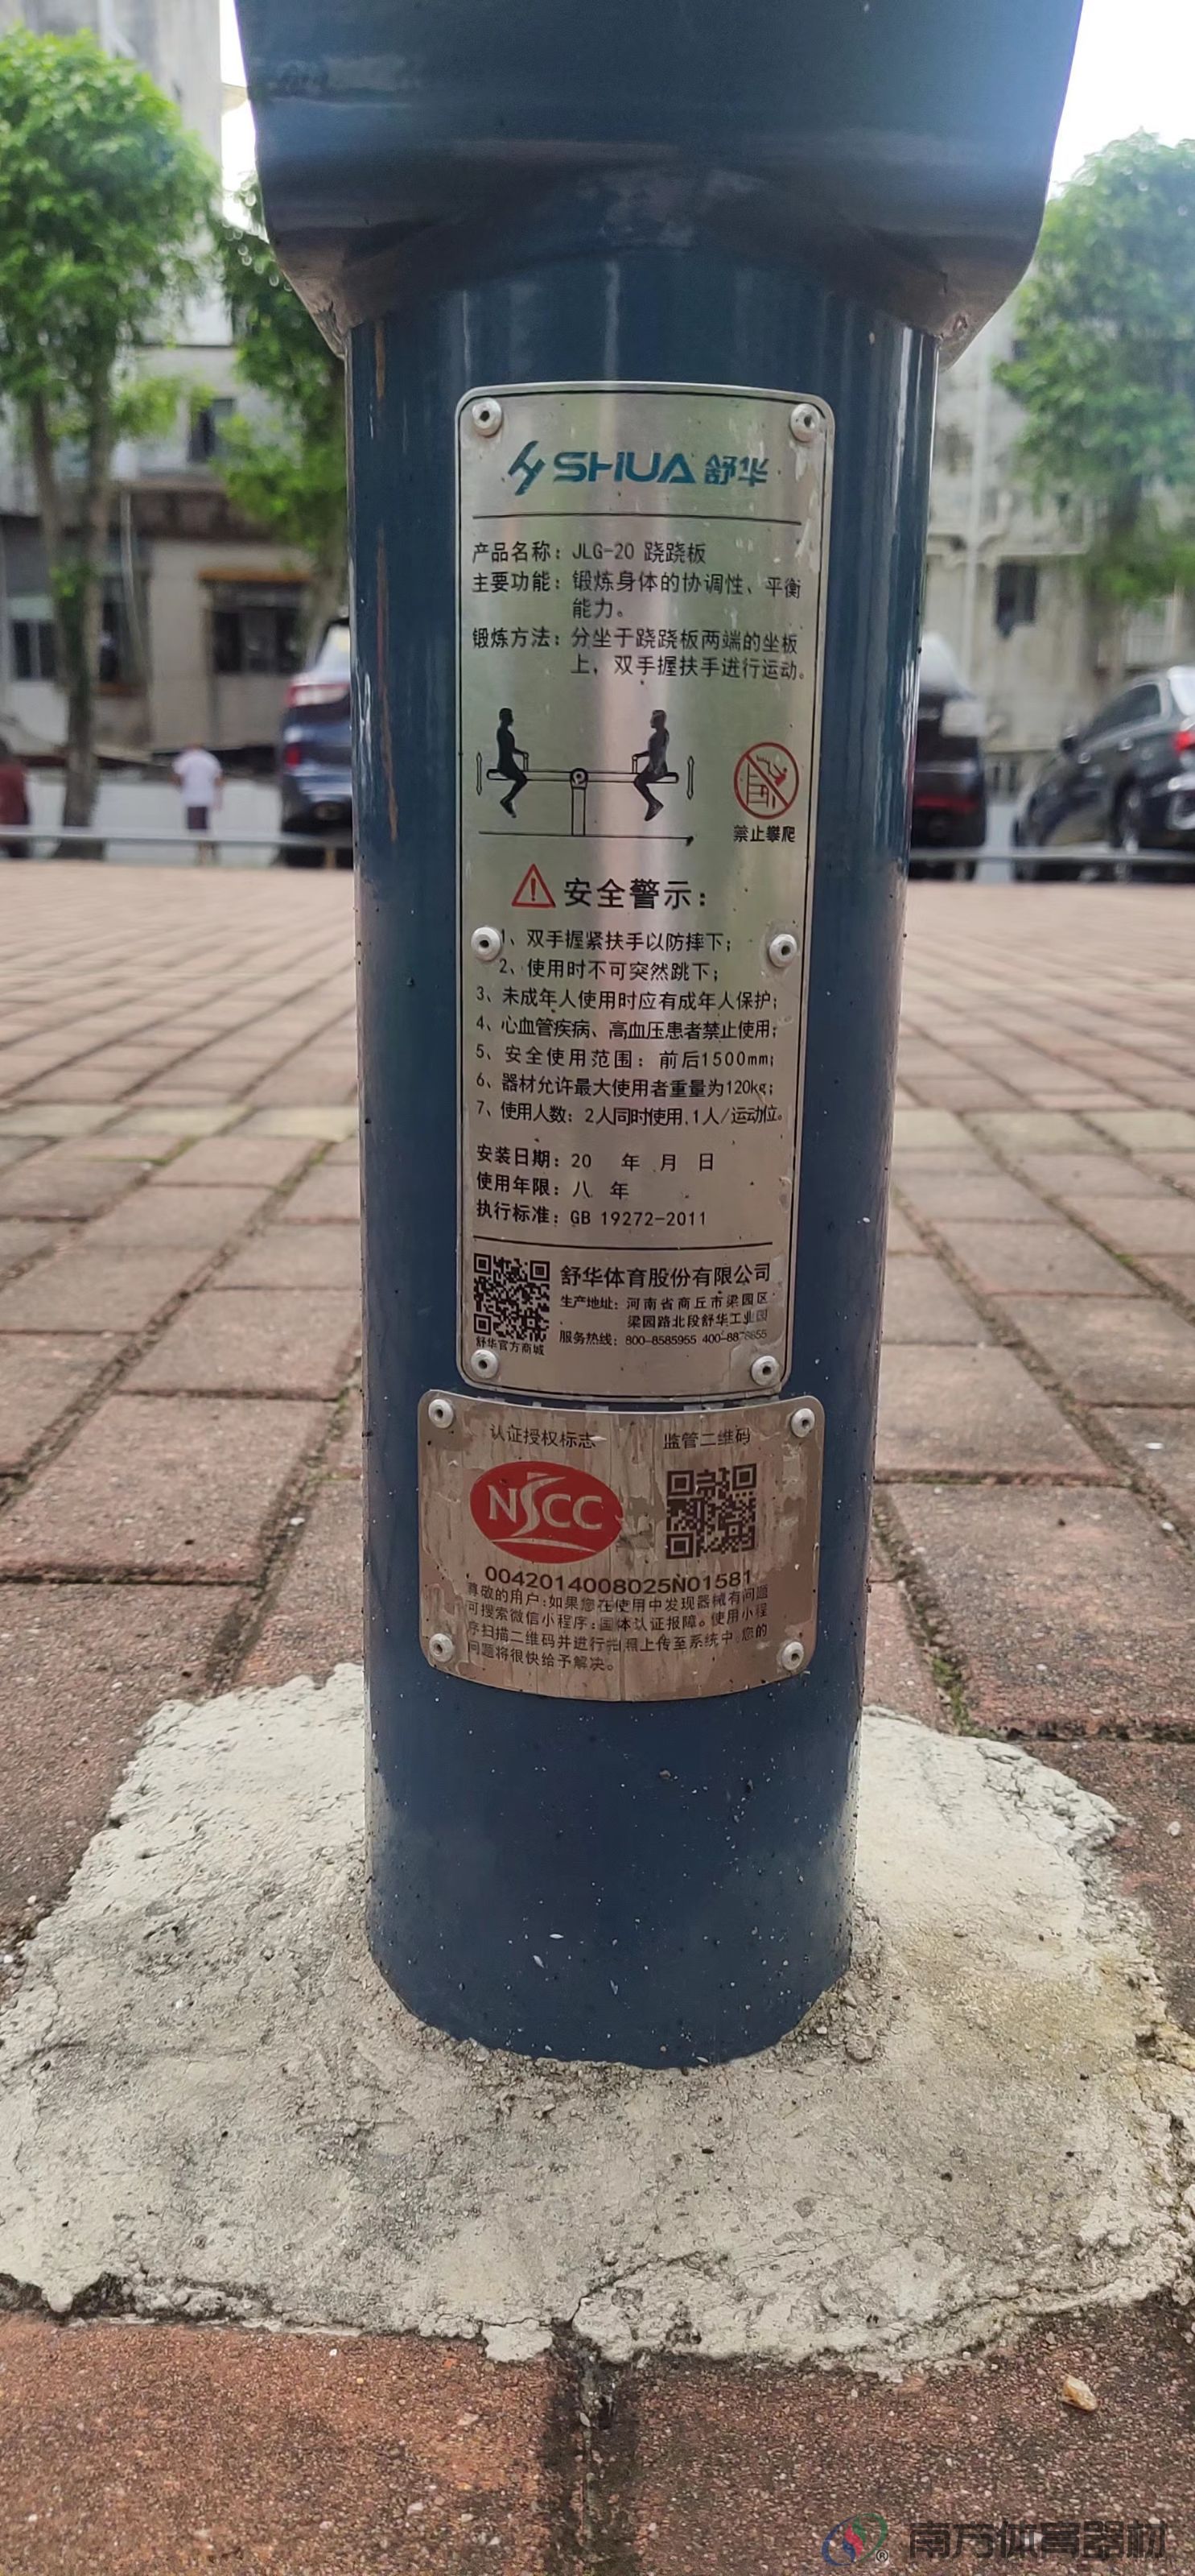 SHUA 舒华
产品名称：JLG-20 跷跷板
主要功能：锻炼身体的协调性、平衡
能力。
锻炼方法：分坐于跷跷板两端的坐板
上，双手握扶手进行运动。
禁止攀爬
安全警示：
1、双手握紧扶手以防摔下；
2、使用时不可突然跳下；
3、未成年人使用时应有成年人保护；
4、心血管疾病、高血压患者禁止使用；
5、安全使用范围：前后1500mm；
6、器材允许最大使用者重量为120kg；
7、使用人数：2人同时使用，1人/运动位。
安装日期：20 年 月 日
使用年限：八 年
执行标准：GB 19272-2011
舒华体育股份有限公司
生产地址：河南省商丘市梁园区
梁园路北段舒华工业园
服务热线：800-8585955 400-88
舒华官方商城
认证授权标志 监管二维码
NSCC
0042014008025N01581
尊敬的用户：如果您在使用中发现器械有问题
可搜索微信小程序：国体认证报障。使用小程
序扫描二维码并进行拍照上传至系统中，您的
问题将很快给予解决。
南方体育器材